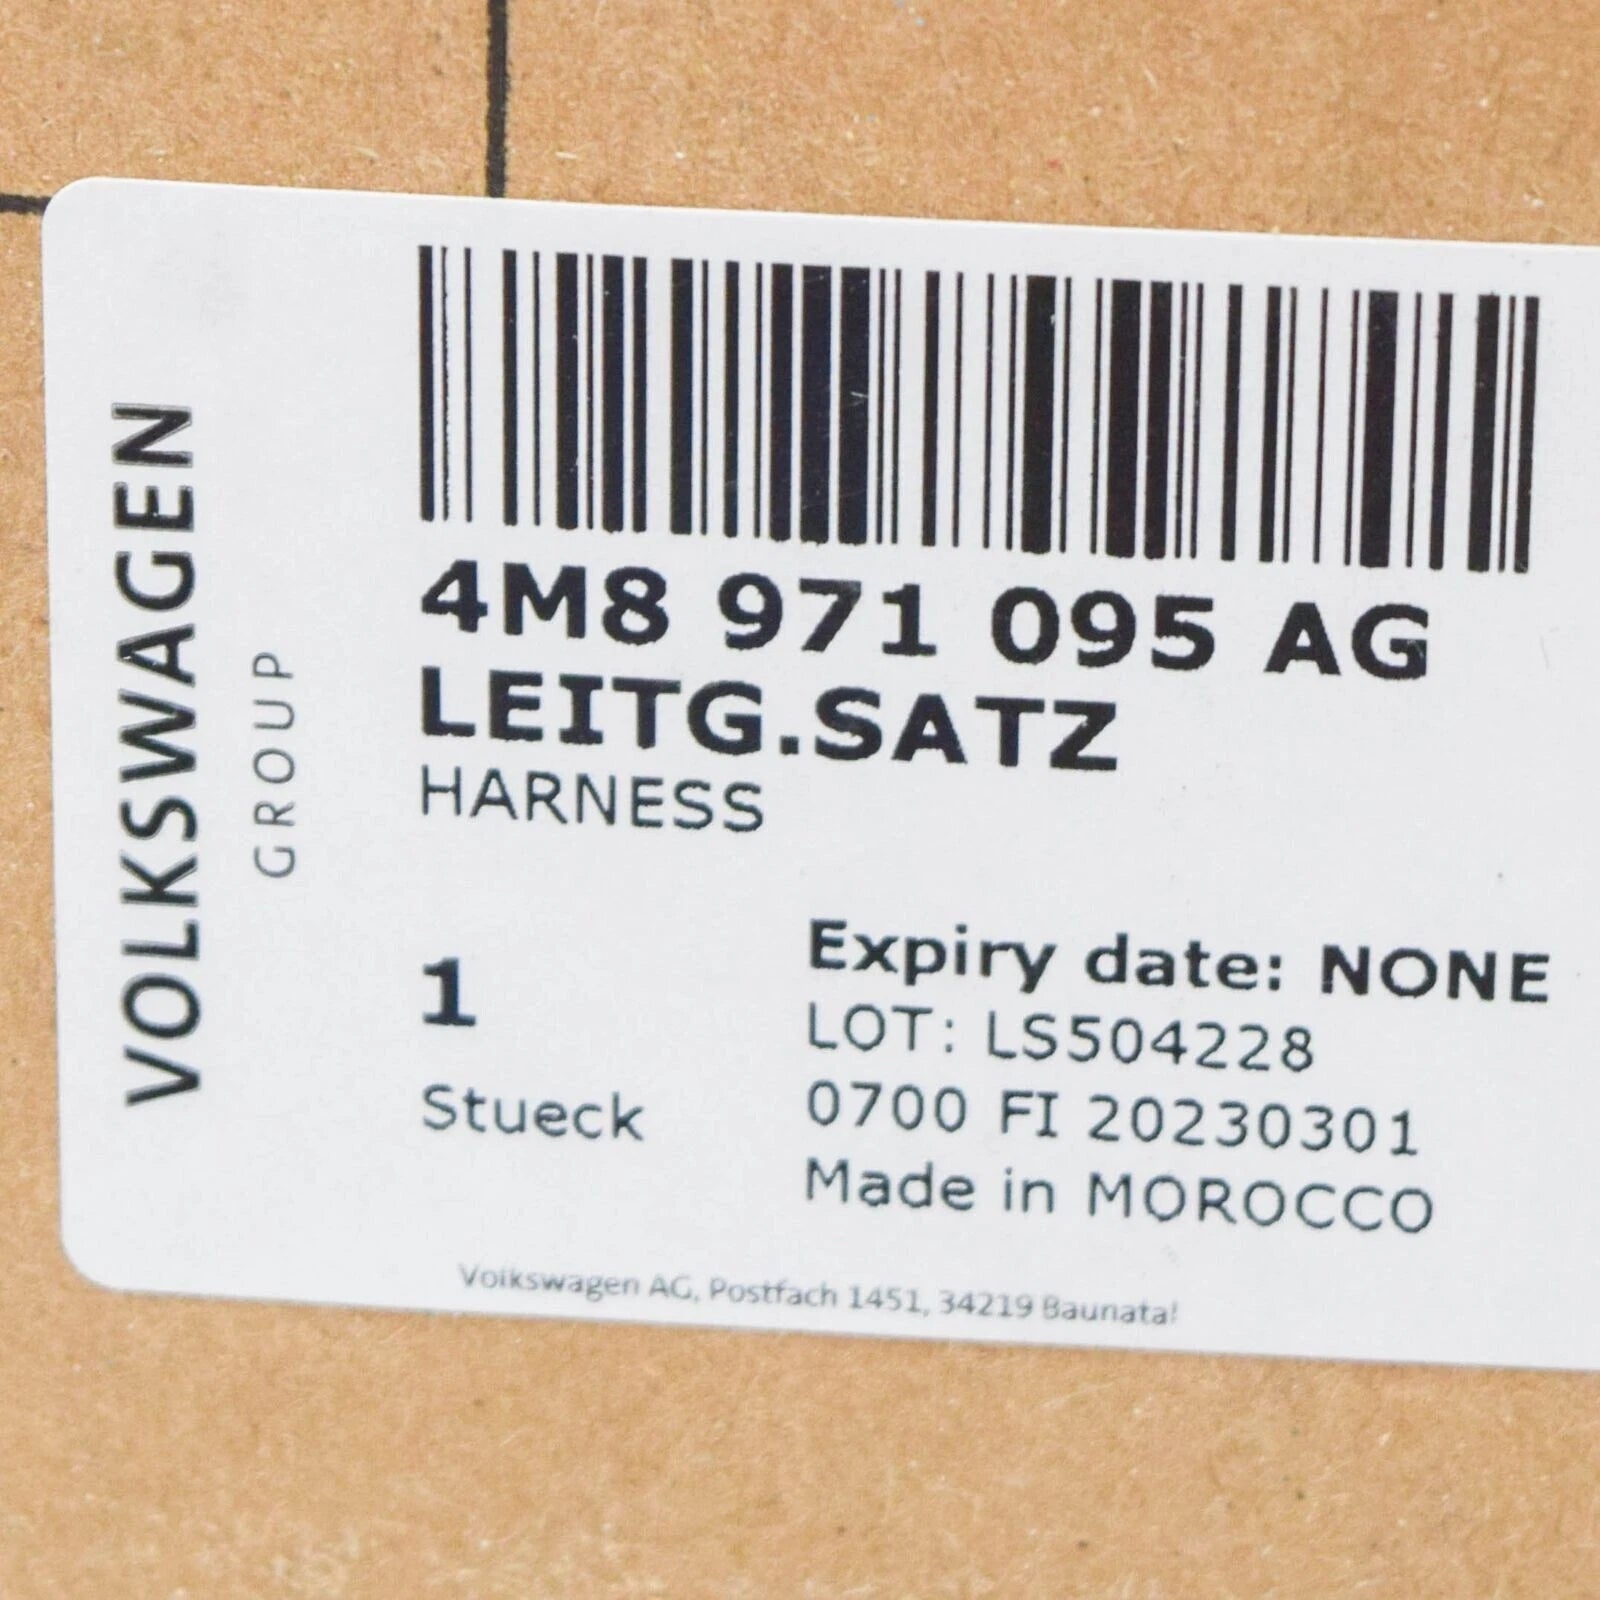 VOLKSWAGEN
GROUP
4M8 971 095 AG
LEITG.SATZ
HARNESS
1
Stueck
Expiry date: NONE
LOT: LS504228
0700 FI 20230301
Made in MOROCCO
Volkswagen AG, Postfach 1451, 34219 Baunatal